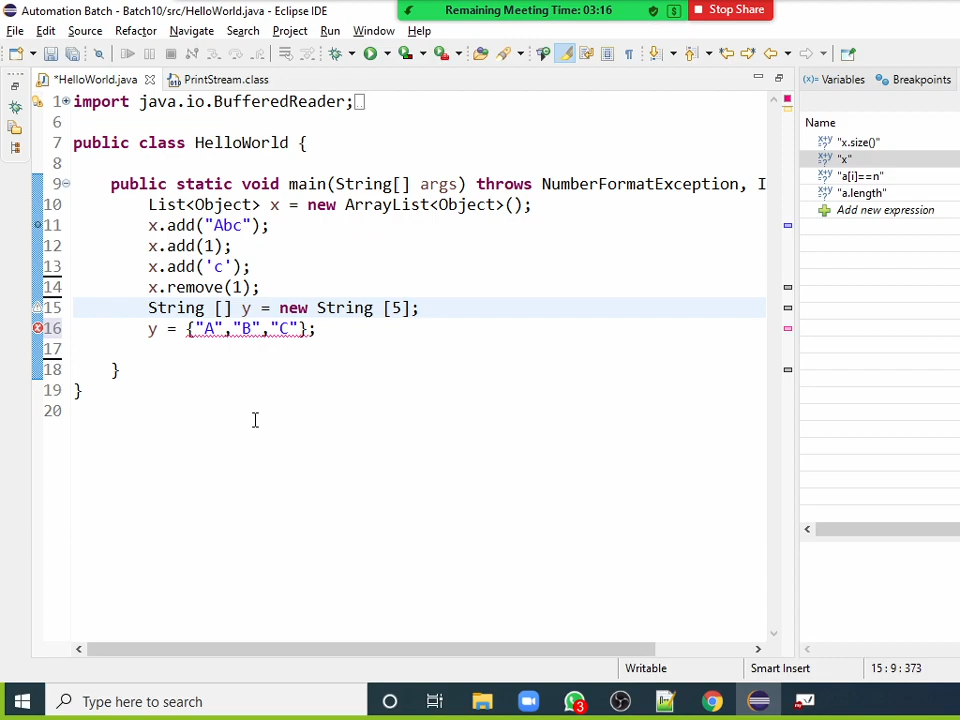 Automation Batch - Batch10/src/HelloWorld.java - Eclipse IDE
Remaining Meeting Time: 03:16
Stop Share
File Edit Source Refactor Navigate Search Project Run Window Help
*HelloWorld.java
PrintStream.class
(x)= Variables
Breakpoints
Name
"x.size()"
"x"
"a[i]==n"
"a.length"
Add new expression
1 import java.io.BufferedReader;
6
7 public class HelloWorld {
8
9 public static void main(String[] args) throws NumberFormatException, I
10 List<Object> x = new ArrayList<Object>();
11 x.add("Abc");
12 x.add(1);
13 x.add('c');
14 x.remove(1);
15 String [] y = new String [5];
16 y = {"A","B","C"};
17
18 }
19 }
20
Writable
Smart Insert
15 : 9 : 373
Type here to search
3